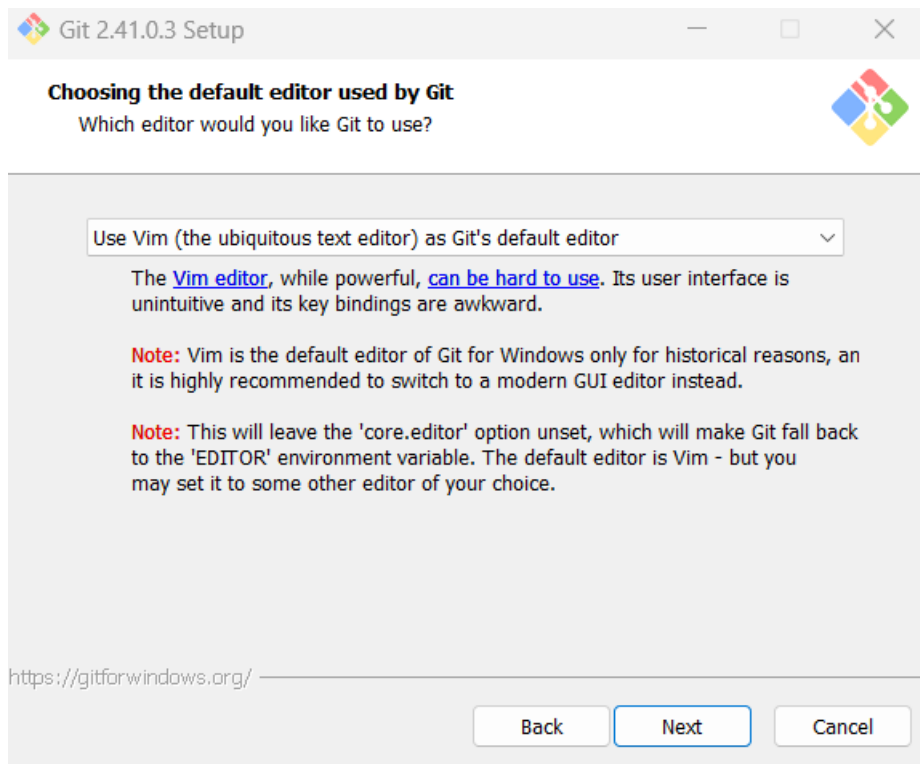 Git 2.41.0.3 Setup
Choosing the default editor used by Git
Which editor would you like Git to use?
Use Vim (the ubiquitous text editor) as Git's default editor
The Vim editor, while powerful, can be hard to use. Its user interface is
unintuitive and its key bindings are awkward.
Note: Vim is the default editor of Git for Windows only for historical reasons, an
it is highly recommended to switch to a modern GUI editor instead.
Note: This will leave the 'core.editor' option unset, which will make Git fall back
to the 'EDITOR' environment variable. The default editor is Vim - but you
may set it to some other editor of your choice.
https://gitforwindows.org/
Back Next Cancel